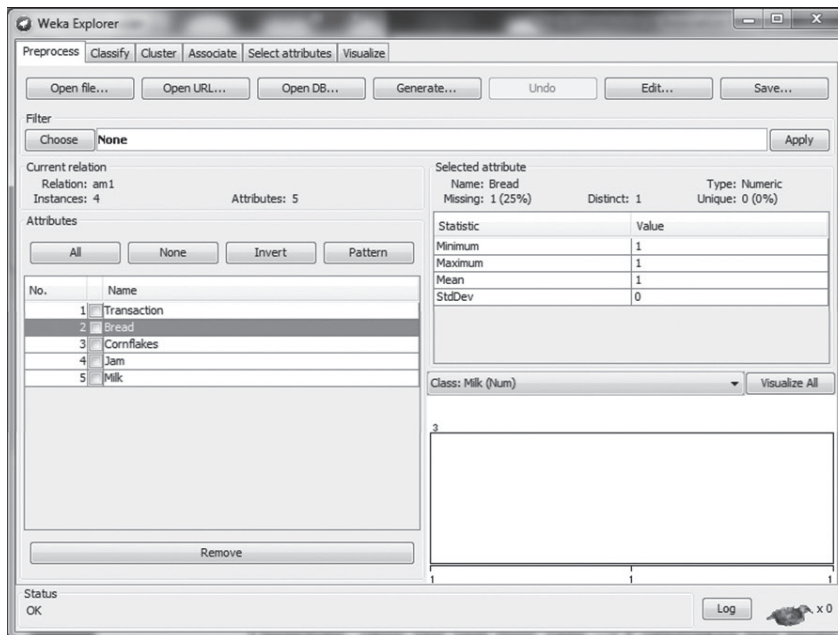 Weka Explorer
Preprocess Classify Cluster Associate Select attributes Visualize
Open file... Open URL... Open DB... Generate... Undo Edit... Save...
Filter
Choose None Apply
Current relation
Relation: am1
Instances: 4 Attributes: 5
Selected attribute
Name: Bread Type: Numeric
Missing: 1 (25%) Distinct: 1 Unique: 0 (0%)
Statistic Value
Minimum 1
Maximum 1
Mean 1
StdDev 0
Attributes
All None Invert Pattern
No. Name
1 Transaction
2 Bread
3 Cornflakes
4 Jam
5 Milk
Remove
Class: Milk (Num) Visualize All
3
1 1 1
Status
OK
Log x 0